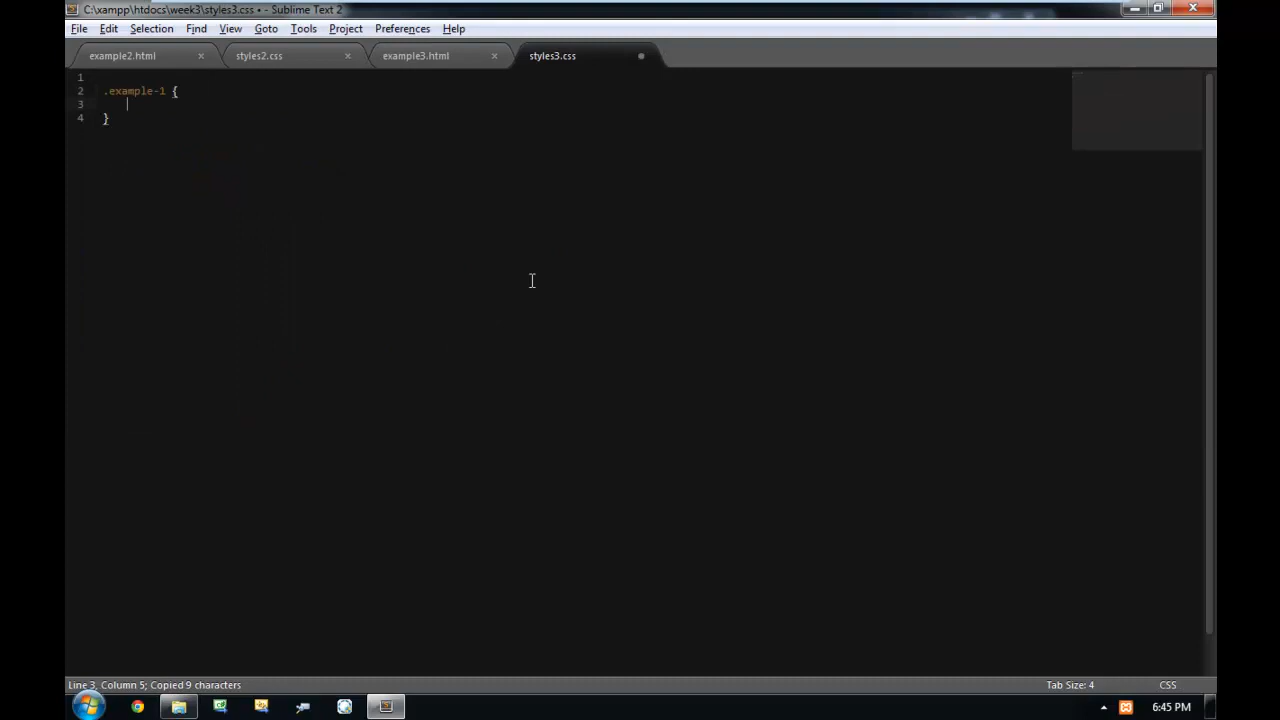 C:\xampp\htdocs\week3\styles3.css • - Sublime Text 2
File Edit Selection Find View Goto Tools Project Preferences Help
example2.html styles2.css example3.html styles3.css
1
2 .example-1 {
3
4 }
Line 3, Column 5; Copied 9 characters Tab Size: 4 CSS
6:45 PM